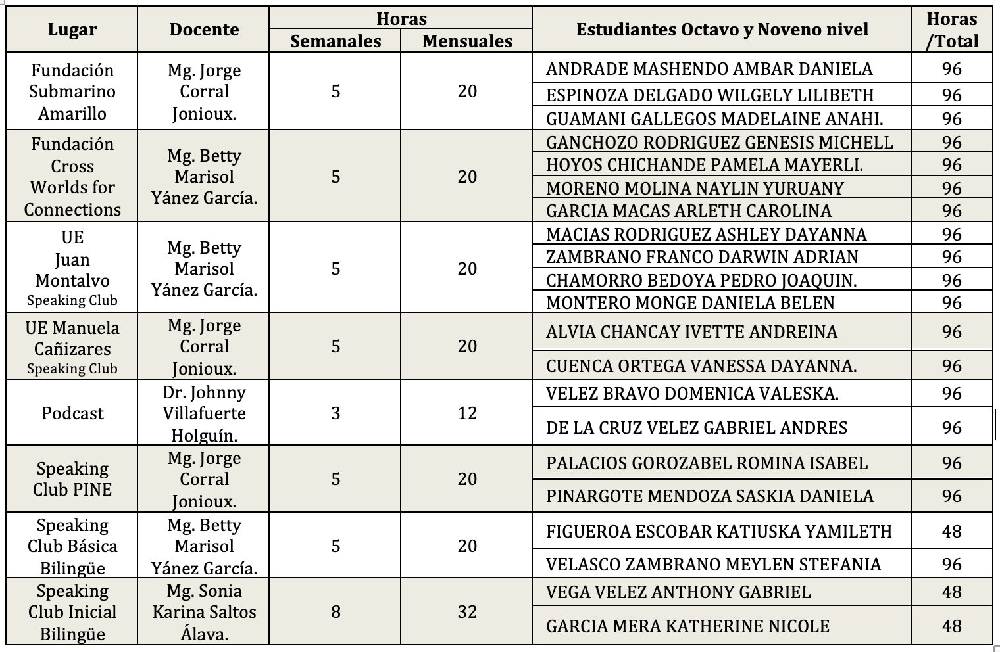 Lugar
Docente
Horas
Semanales
Mensuales
Estudiantes Octavo y Noveno nivel
Horas
/Total
Fundación
Submarino
Amarillo
Mg. Jorge
Corral
Jonioux.
5
20
ANDRADE MASHENDO AMBAR DANIELA
96
ESPINOZA DELGADO WILGELY LILIBETH
96
GUAMANI GALLEGOS MADELAINE ANAHI.
96
Fundación
Cross
Worlds for
Connections
Mg. Betty
Marisol
Yánez García.
5
20
GANCHOZO RODRIGUEZ GENESIS MICHELL
96
HOYOS CHICHANDE PAMELA MAYERLI.
96
MORENO MOLINA NAYLIN YURUANY
96
GARCIA MACAS ARLETH CAROLINA
96
UE
Juan
Montalvo
Speaking Club
Mg. Betty
Marisol
Yánez García.
5
20
MACIAS RODRIGUEZ ASHLEY DAYANNA
96
ZAMBRANO FRANCO DARWIN ADRIAN
96
CHAMORRO BEDOYA PEDRO JOAQUIN.
96
MONTERO MONGE DANIELA BELEN
96
UE Manuela
Cañizares
Speaking Club
Mg. Jorge
Corral
Jonioux.
5
20
ALVIA CHANCAY IVETTE ANDREINA
96
CUENCA ORTEGA VANESSA DAYANNA.
96
Podcast
Dr. Johnny
Villafuerte
Holguín.
3
12
VELEZ BRAVO DOMENICA VALESKA.
96
DE LA CRUZ VELEZ GABRIEL ANDRES
96
Speaking
Club PINE
Mg. Jorge
Corral
Jonioux.
5
20
PALACIOS GOROZABEL ROMINA ISABEL
96
PINARGOTE MENDOZA SASKIA DANIELA
96
Speaking
Club Básica
Bilingüe
Mg. Betty
Marisol
Yánez García.
5
20
FIGUEROA ESCOBAR KATIUSKA YAMILETH
48
VELASCO ZAMBRANO MEYLEN STEFANIA
96
Speaking
Club Inicial
Bilingüe
Mg. Sonia
Karina Saltos
Álava.
8
32
VEGA VELEZ ANTHONY GABRIEL
48
GARCIA MERA KATHERINE NICOLE
48